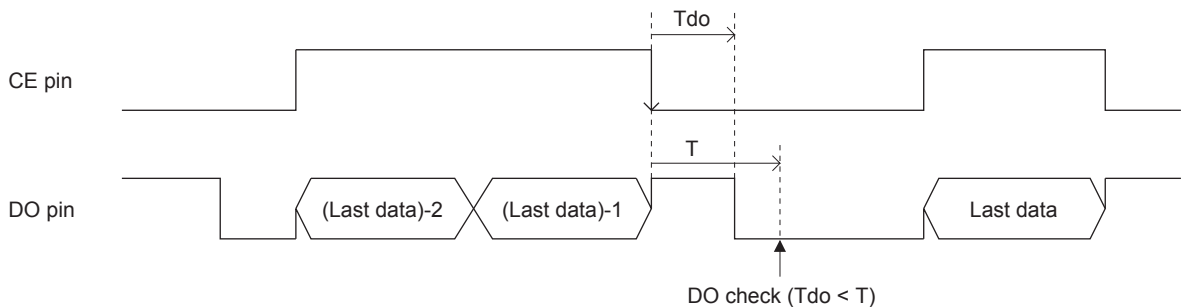 Tdo
CE pin
T
DO pin
(Last data)-2
(Last data)-1
Last data
DO check (Tdo < T)